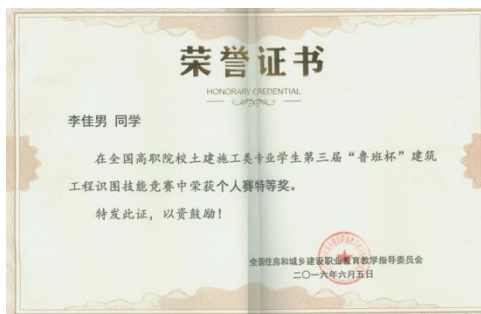 荣誉证书
HONORARY CREDENTIAL
李佳男 同学
在全国高职院校土建施工类专业学生第三届“鲁班杯”建筑
工程识图技能竞赛中荣获个人赛特等奖。
特发此证，以资鼓励！
全国住房和城乡建设职业教育教学指导委员会
二〇一六年六月五日